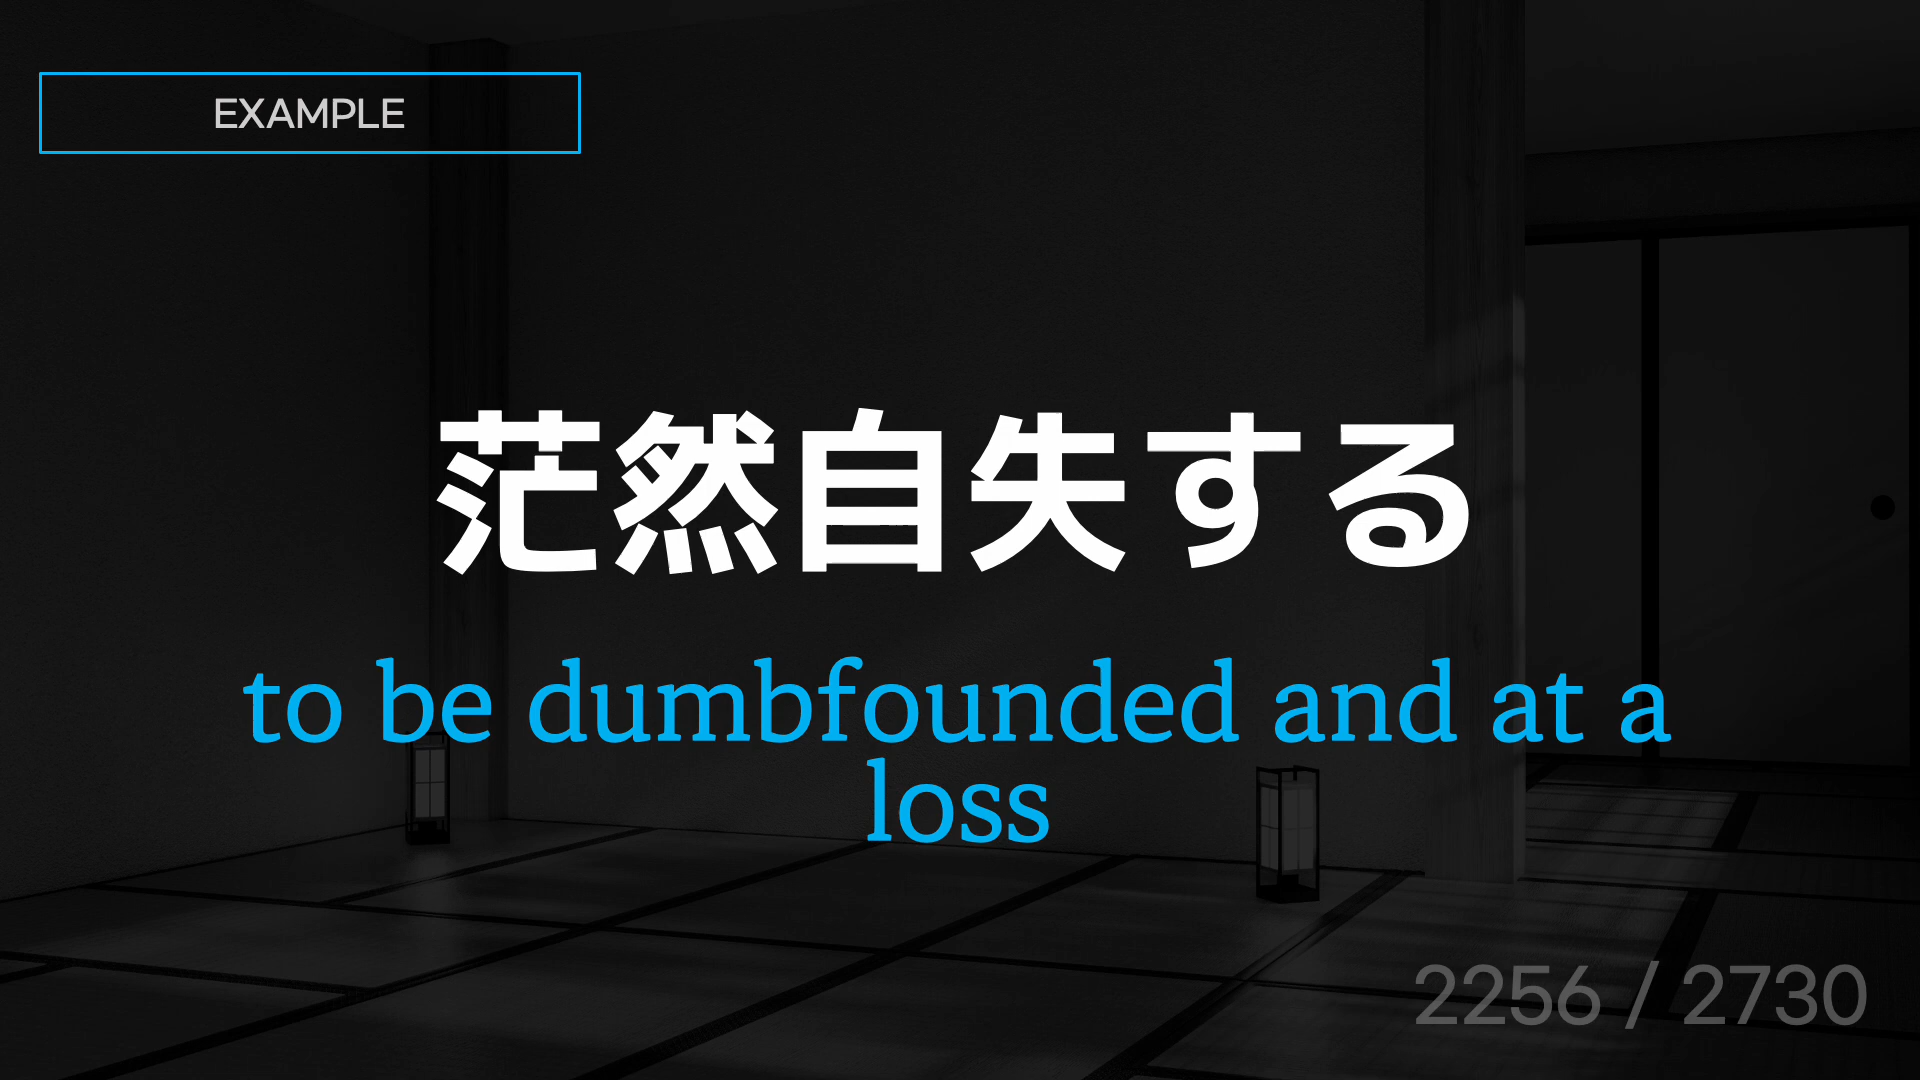 EXAMPLE
茫然自失する
to be dumbfounded and at a
loss
2256 / 2730